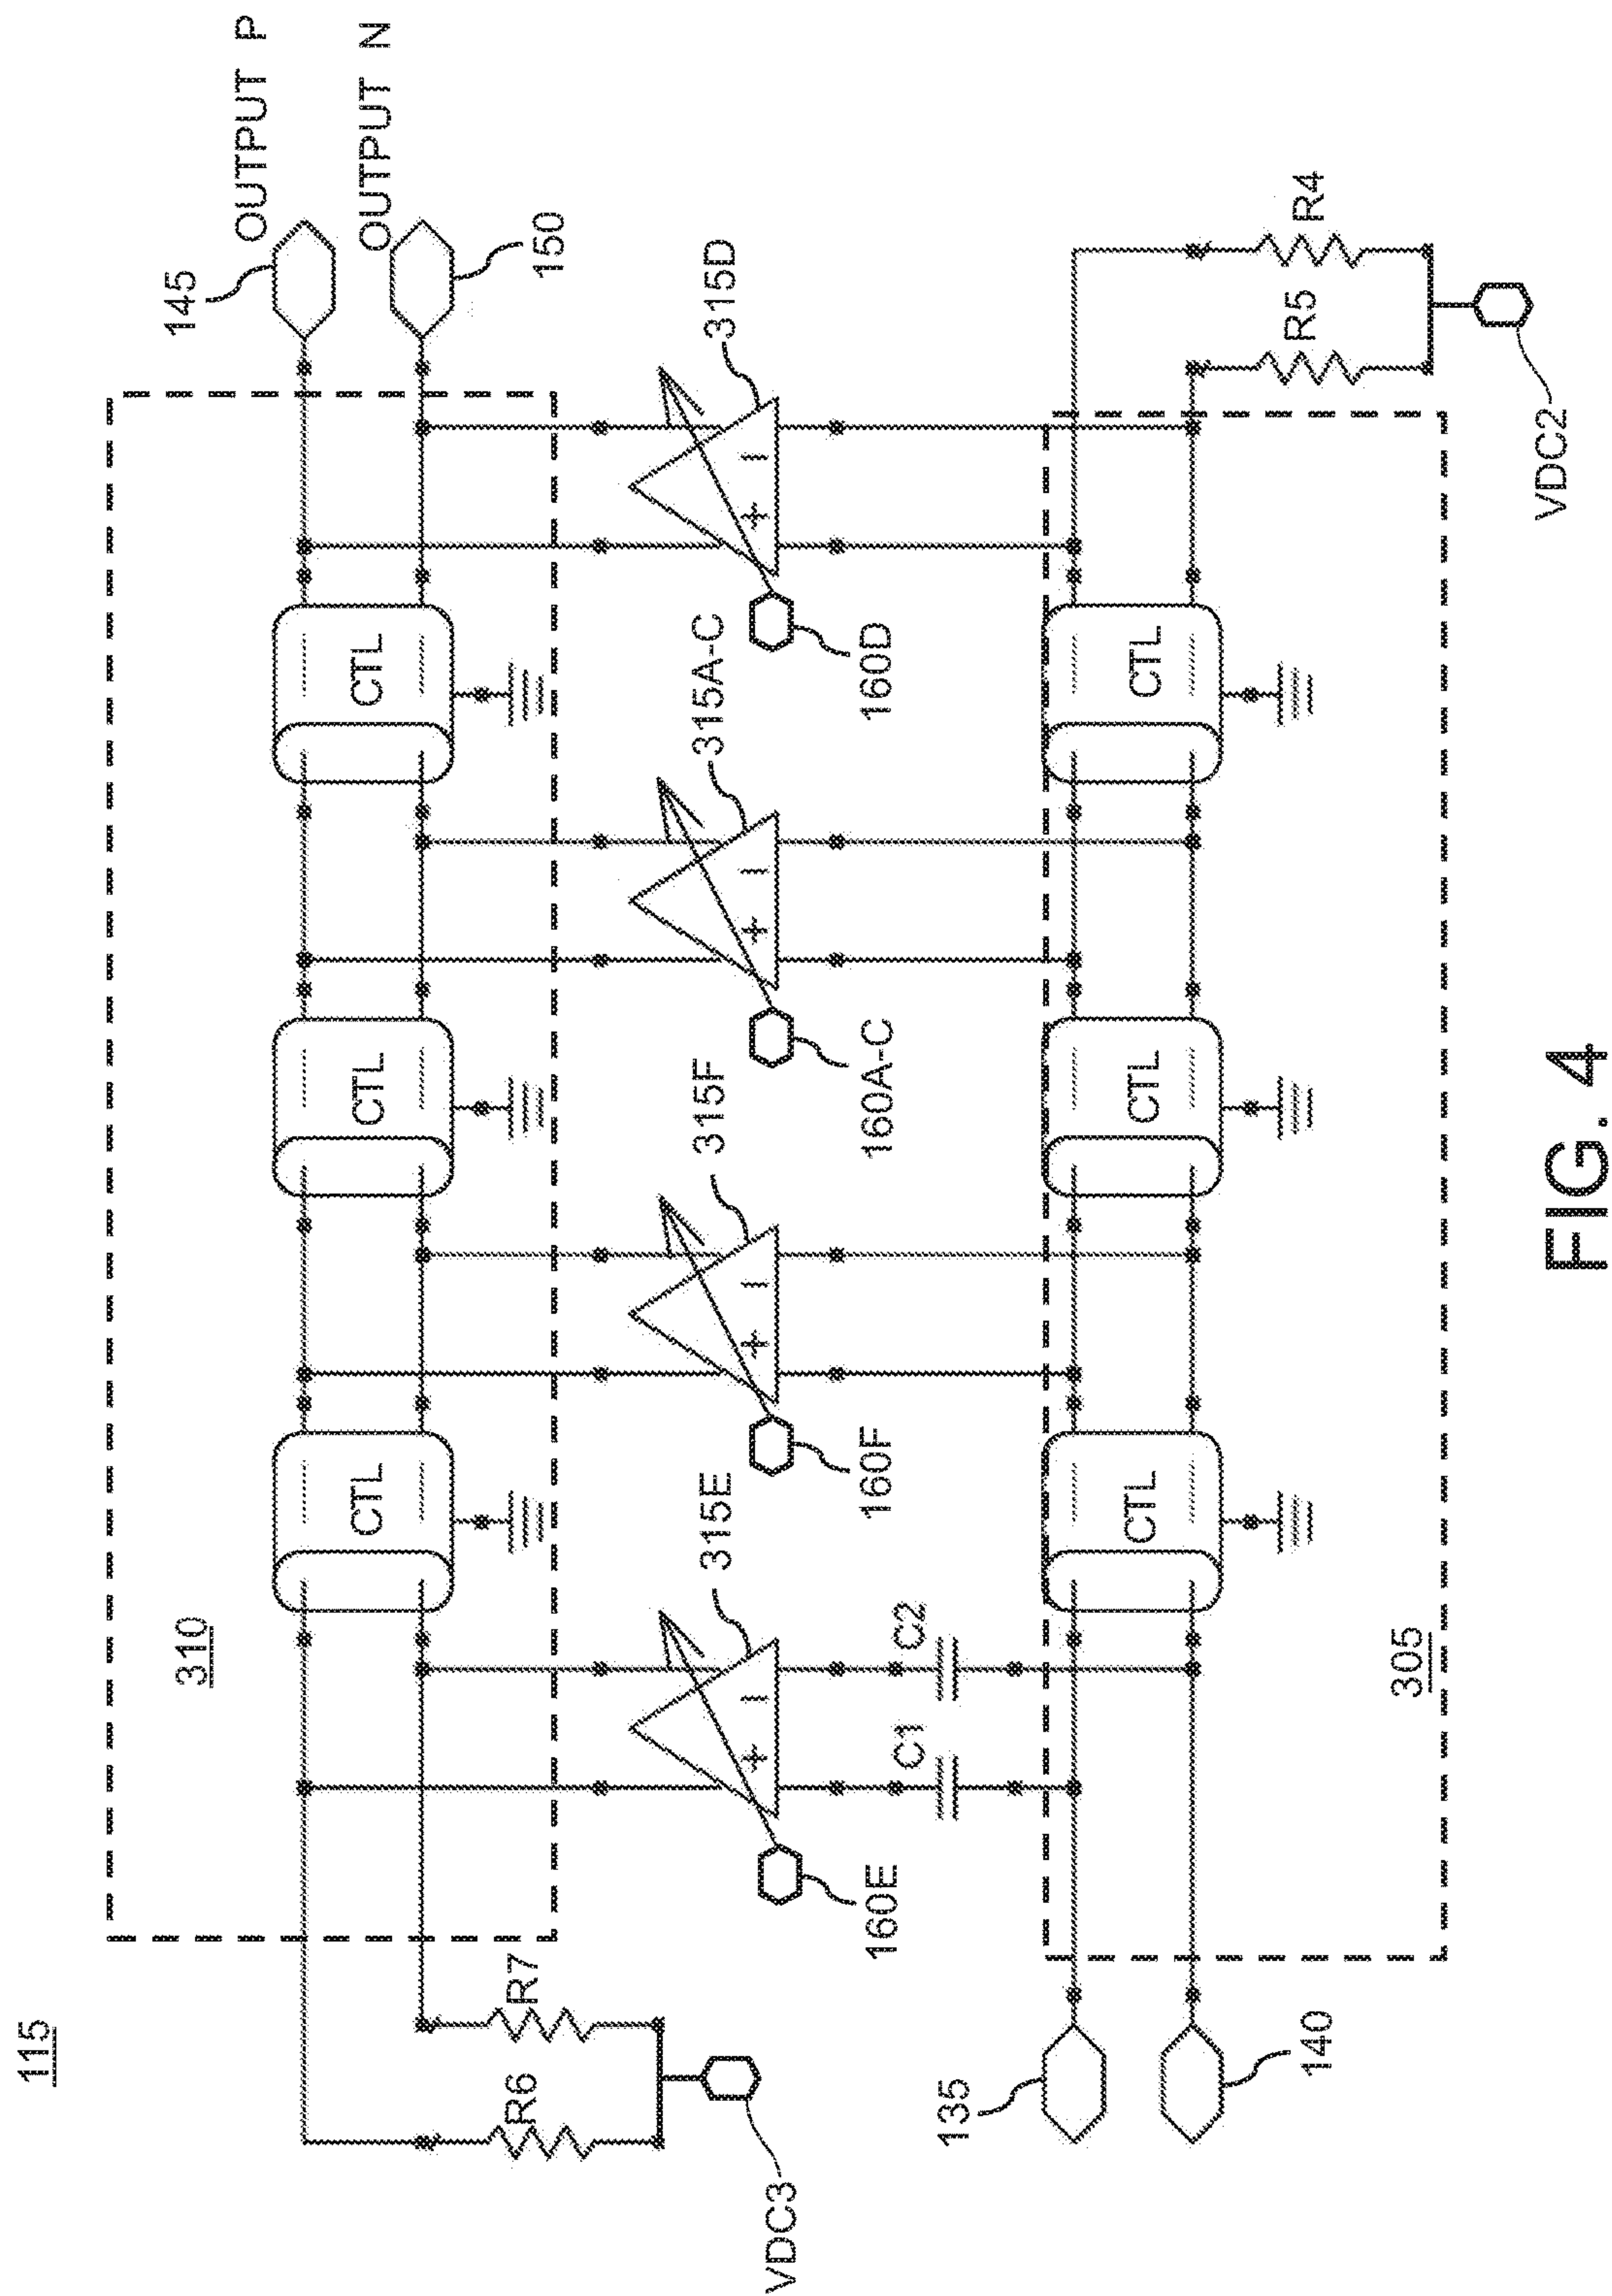 115
310
145
OUTPUT P
OUTPUT N
150
CTL
CTL
CTL
R6
R7
315E
315F
315A-C
315D
+ −
+ −
+ −
+ −
VDC3
160E
160F
160A-C
160D
C1
C2
135
CTL
CTL
CTL
140
R5
R4
305
VDC2
FIG. 4